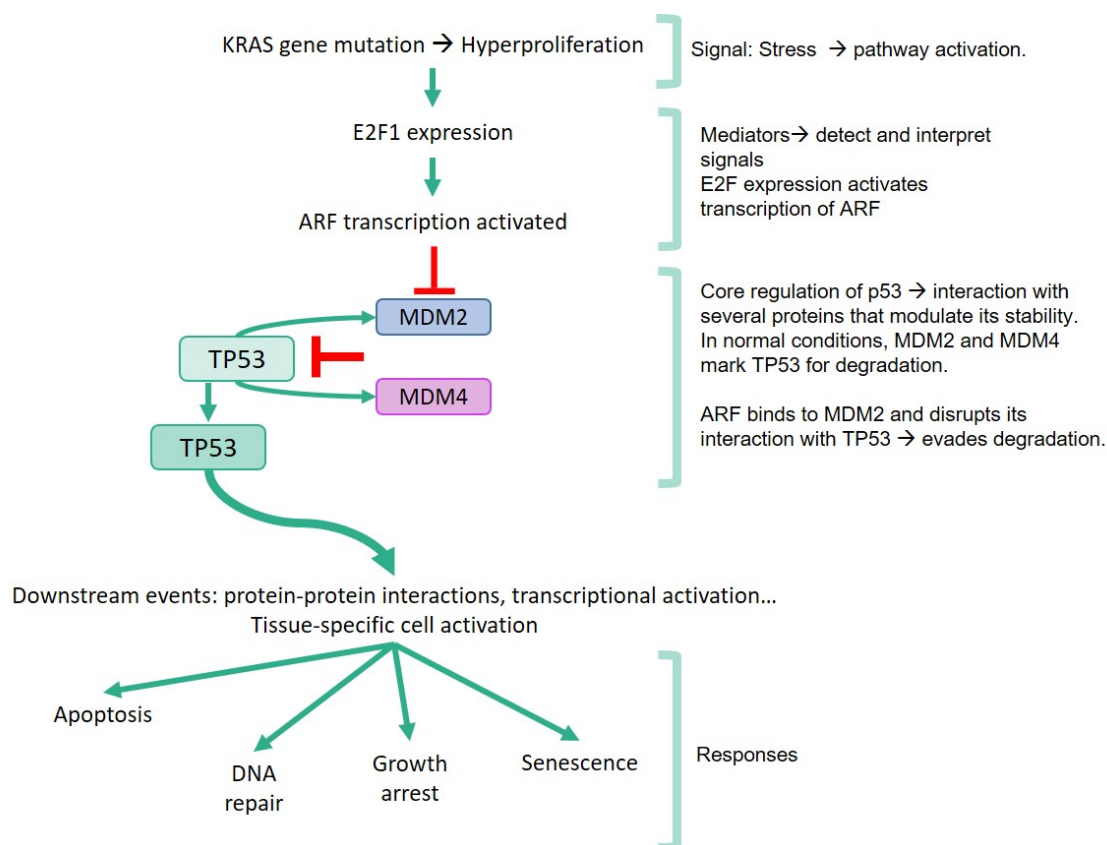 KRAS gene mutation → Hyperproliferation
Signal: Stress → pathway activation.
E2F1 expression
Mediators→ detect and interpret
signals
E2F expression activates
transcription of ARF
ARF transcription activated
MDM2
TP53
MDM4
TP53
Core regulation of p53 → interaction with
several proteins that modulate its stability.
In normal conditions, MDM2 and MDM4
mark TP53 for degradation.
ARF binds to MDM2 and disrupts its
interaction with TP53 → evades degradation.
Downstream events: protein-protein interactions, transcriptional activation...
Tissue-specific cell activation
Apoptosis
DNA
repair
Growth
arrest
Senescence
Responses